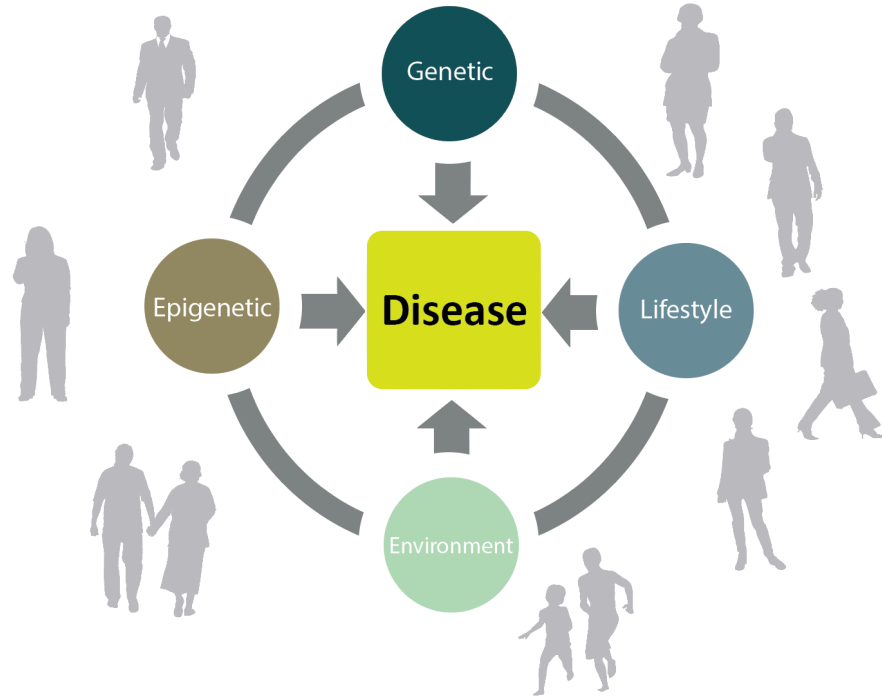 Genetic
Epigenetic
Disease
Lifestyle
Environment